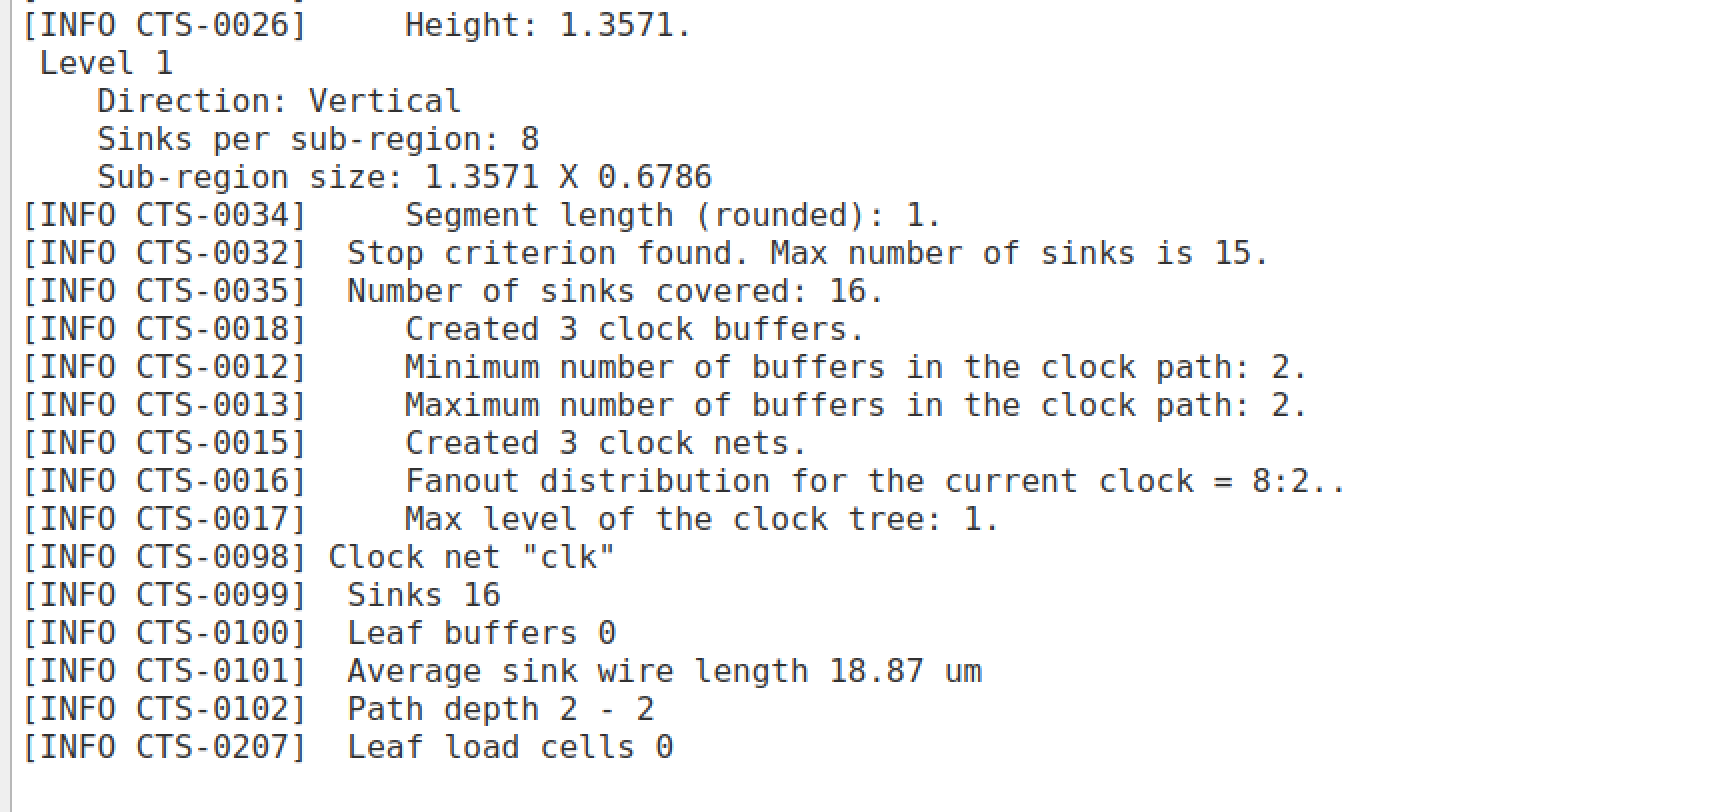 [INFO CTS-0026]     Height: 1.3571.
 Level 1
    Direction: Vertical
    Sinks per sub-region: 8
    Sub-region size: 1.3571 X 0.6786
[INFO CTS-0034]     Segment length (rounded): 1.
[INFO CTS-0032]  Stop criterion found. Max number of sinks is 15.
[INFO CTS-0035]  Number of sinks covered: 16.
[INFO CTS-0018]     Created 3 clock buffers.
[INFO CTS-0012]     Minimum number of buffers in the clock path: 2.
[INFO CTS-0013]     Maximum number of buffers in the clock path: 2.
[INFO CTS-0015]     Created 3 clock nets.
[INFO CTS-0016]     Fanout distribution for the current clock = 8:2..
[INFO CTS-0017]     Max level of the clock tree: 1.
[INFO CTS-0098] Clock net "clk"
[INFO CTS-0099]  Sinks 16
[INFO CTS-0100]  Leaf buffers 0
[INFO CTS-0101]  Average sink wire length 18.87 um
[INFO CTS-0102]  Path depth 2 - 2
[INFO CTS-0207]  Leaf load cells 0